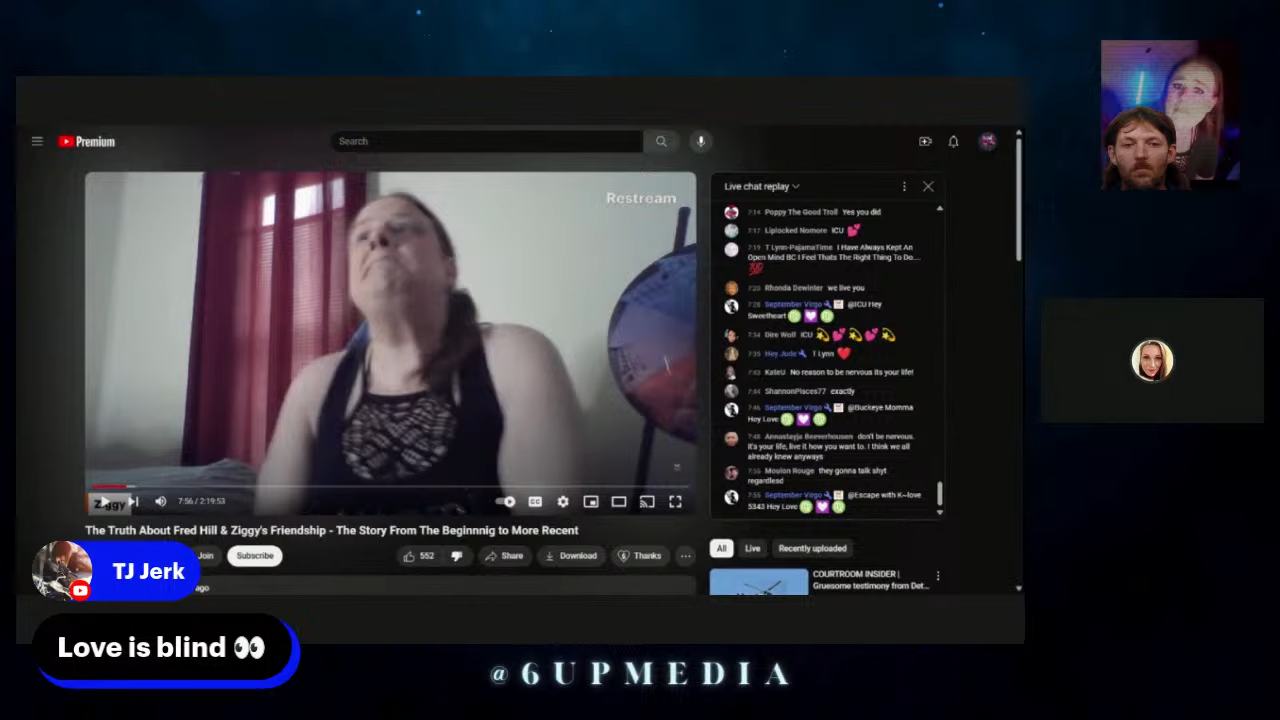 Premium
Search
Restream
Live chat replay
7:14 Poppy The Good Troll Yes you did
7:17 Liplocked Nomore ICU 💕
7:19 T Lynn-PajamaTime I Have Always Kept An
Open Mind BC I Feel Thats The Right Thing To Do...
💯
7:20 Rhonda Dewinter we live you
7:28 September Virgo @ICU Hey
Sweetheart ♍ 💟 ♍
7:34 Dire Wolf ICU 💫 💕 💫 💕 💫
7:39 Hey Jude T Lynn ❤️
7:43 KateU No reason to be nervous its your life!
7:44 ShannonPisces77 exactly
7:46 September Virgo @Buckeye Momma
Hey Love ♍ 💟 ♍
7:48 Annastayja Beeverhousen don't be nervous.
It's your life, live it how you want to. I think we all
already knew anyways
7:55 Moulon Rouge they gonna talk shyt
regardlesd
7:55 September Virgo @Escape with K~love
5343 Hey Love ♍ 💟 ♍
Ziggy
7:56 / 2:19:53
The Truth About Fred Hill & Ziggy's Friendship - The Story From The Beginnnig to More Recent
Join
Subscribe
552
Share
Download
Thanks
All
Live
Recently uploaded
ago
COURTROOM INSIDER |
Gruesome testimony from Det...
TJ Jerk
Love is blind 👀
@6UPMEDIA